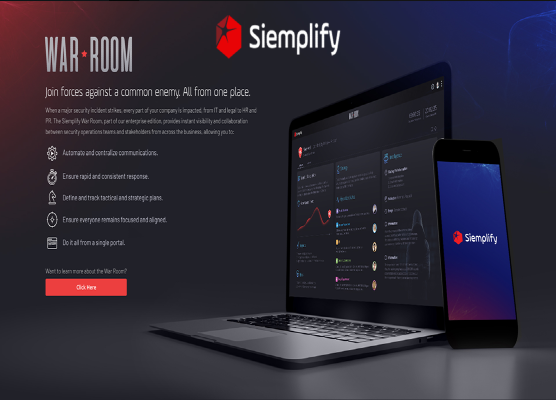 Siemplify
WAR ROOM
Join forces against a common enemy. All from one place.
When a major security incident strikes, every part of your company is impacted, from IT and legal to HR and
PR. The Siemplify War Room, part of our enterprise edition, provides instant visibility and collaboration
between security operations teams and stakeholders from across the business, allowing you to:
Automate and centralize communications.
Ensure rapid and consistent response.
Define and track tactical and strategic plans.
Ensure everyone remains focused and aligned.
Do it all from a single portal.
Want to learn more about the War Room?
Click Here
WAR ROOM
Siemplify